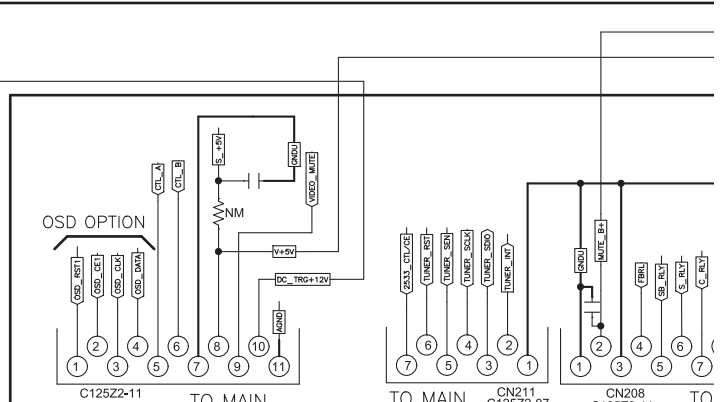 S_+5V
GNDU
VIDEO_MUTE
CTL_A
CTL_B
NM
OSD OPTION
OSD_RST1
OSD_CE1
OSD_CLK
OSD_DATA
V+5V
DC_TRG+12V
AGND
1
2
3
4
5
6
7
8
9
10
11
C125Z2-11
TO MAIN
2533_CTL/CE
TUNER_RST
TUNER_SEN
TUNER_SCLK
TUNER_SDIO
TUNER_INT
7
6
5
4
3
2
1
TO MAIN
CN211
C125Z2-07
GNDU
MUTE_B+
FBRL
SB_RLY
S_RLY
C_RLY
1
2
3
4
5
6
7
CN208
TO